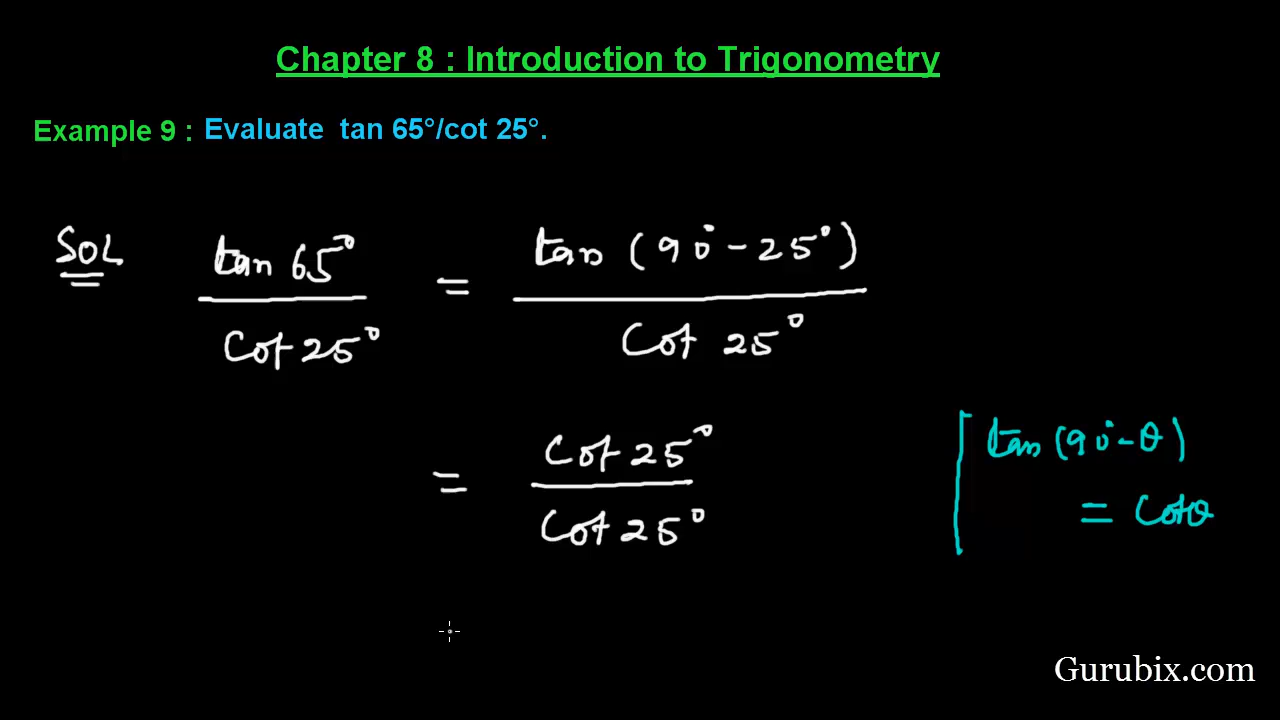 Chapter 8 : Introduction to Trigonometry
Example 9 : Evaluate tan 65°/cot 25°.
SOL
tan 65° = tan (90° - 25°)
Cot 25° Cot 25°
= Cot 25°
Cot 25°
tan (90° - θ)
= Cotθ
Gurubix.com